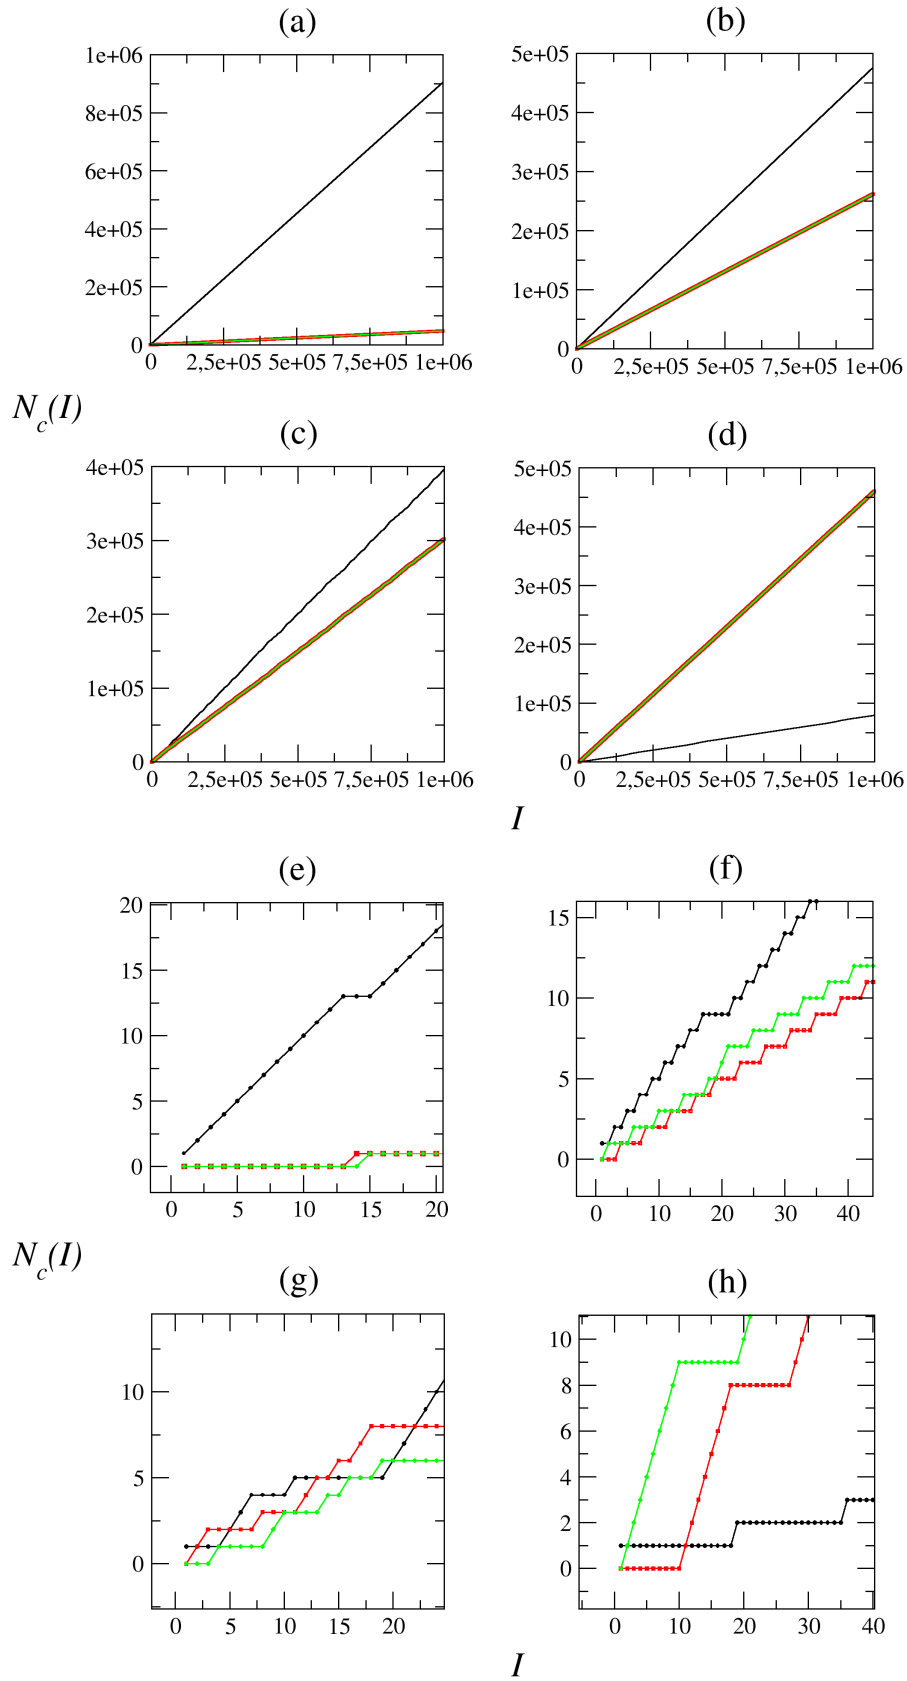 (a) (b)
1e+06 5e+05
8e+05 4e+05
6e+05 3e+05
4e+05 2e+05
2e+05 1e+05
0 0
0 2,5e+05 5e+05 7,5e+05 1e+06 0 2,5e+05 5e+05 7,5e+05 1e+06
N_c(I)
(c) (d)
4e+05 5e+05
3e+05 4e+05
2e+05 3e+05
1e+05 2e+05
0 1e+05
0
0 2,5e+05 5e+05 7,5e+05 1e+06 0 2,5e+05 5e+05 7,5e+05 1e+06
I
(e) (f)
20 15
15 10
10 5
5 0
0
0 5 10 15 20 0 10 20 30 40
N_c(I)
(g) (h)
10 10
5 8
0 6
4
2
0
0 5 10 15 20 0 10 20 30 40
I